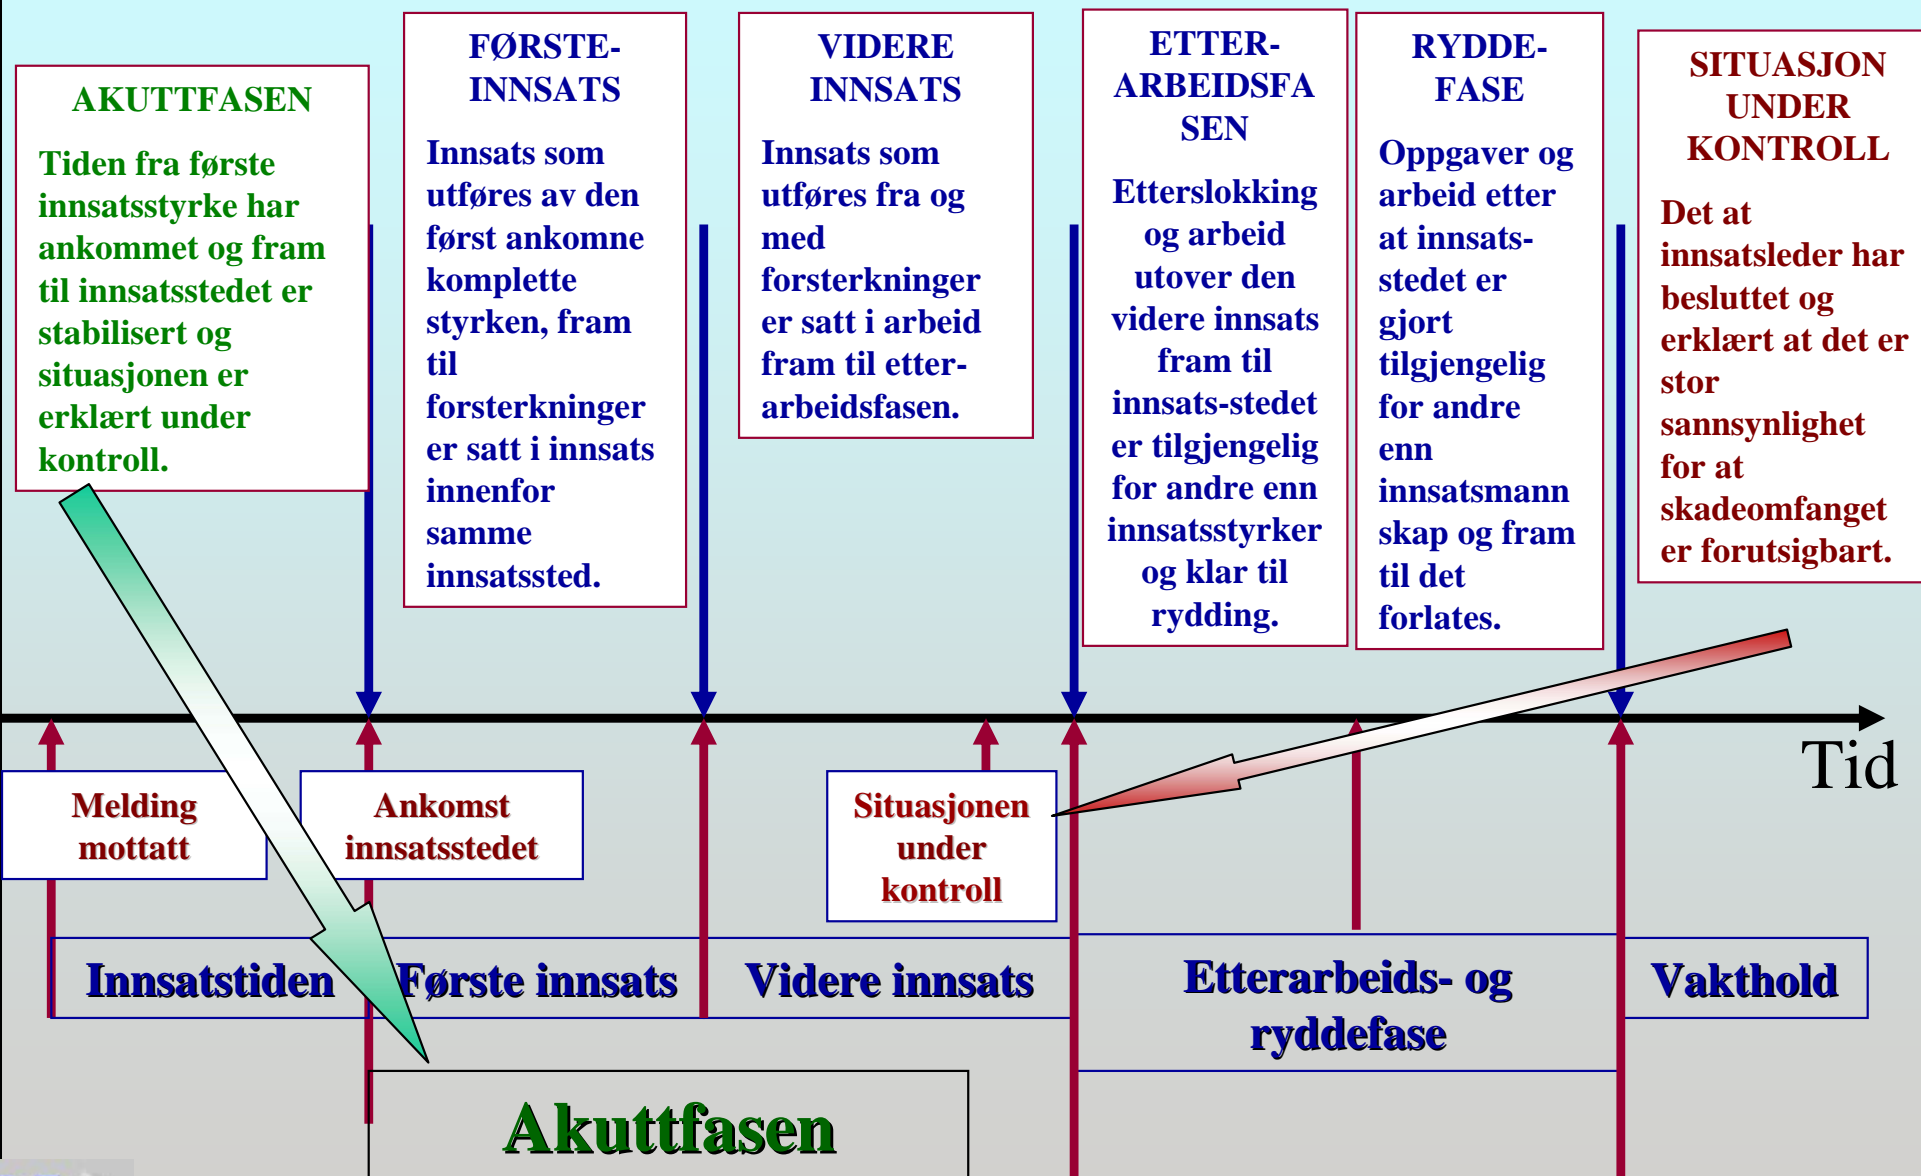 AKUTTFASEN
Tiden fra første
innsatsstyrke har
ankommet og fram
til innsatsstedet er
stabilisert og
situasjonen er
erklært under
kontroll.
FØRSTE-
INNSATS
Innsats som
utføres av den
først ankomne
komplette
styrken, fram
til
forsterkninger
er satt i innsats
innenfor
samme
innsatssted.
VIDERE
INNSATS
Innsats som
utføres fra og
med
forsterkninger
er satt i arbeid
fram til etter-
arbeidsfasen.
ETTER-
ARBEIDSFA
SEN
Etterslokking
og arbeid
utover den
videre innsats
fram til
innsats-stedet
er tilgjengelig
for andre enn
innsatsstyrker
og klar til
rydding.
RYDDE-
FASE
Oppgaver og
arbeid etter
at innsats-
stedet er
gjort
tilgjengelig
for andre
enn
innsatsmann
skap og fram
til det
forlates.
SITUASJON
UNDER
KONTROLL
Det at
innsatsleder har
besluttet og
erklært at det er
stor
sannsynlighet
for at
skadeomfanget
er forutsigbart.
Tid
Melding
mottatt
Ankomst
innsatsstedet
Situasjonen
under
kontroll
Innsatstiden
Første innsats
Videre innsats
Etterarbeids- og
ryddefase
Vakthold
Akuttfasen